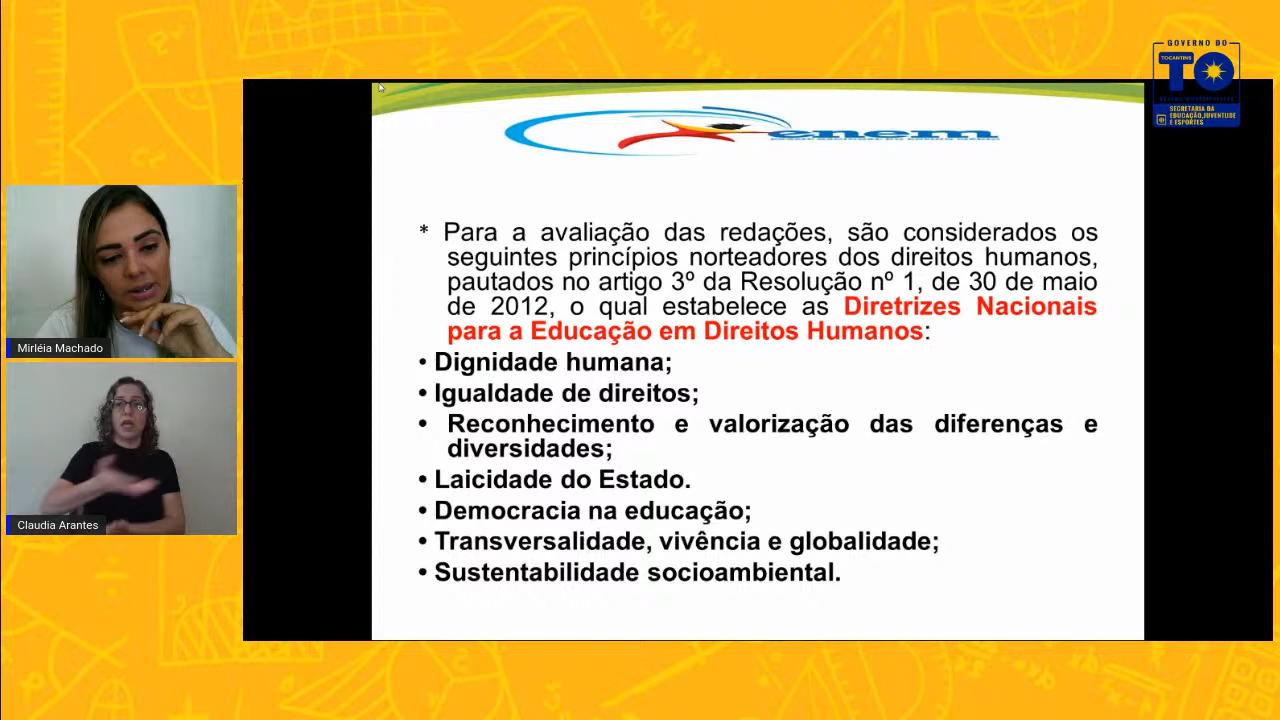 GOVERNO DO
TOCANTINS
TO
SECRETARIA DA
EDUCAÇÃO, JUVENTUDE
E ESPORTES
enem
* Para a avaliação das redações, são considerados os
seguintes princípios norteadores dos direitos humanos,
pautados no artigo 3º da Resolução nº 1, de 30 de maio
de 2012, o qual estabelece as Diretrizes Nacionais
para a Educação em Direitos Humanos:
• Dignidade humana;
• Igualdade de direitos;
• Reconhecimento e valorização das diferenças e
diversidades;
• Laicidade do Estado.
• Democracia na educação;
• Transversalidade, vivência e globalidade;
• Sustentabilidade socioambiental.
Mirléia Machado
Claudia Arantes